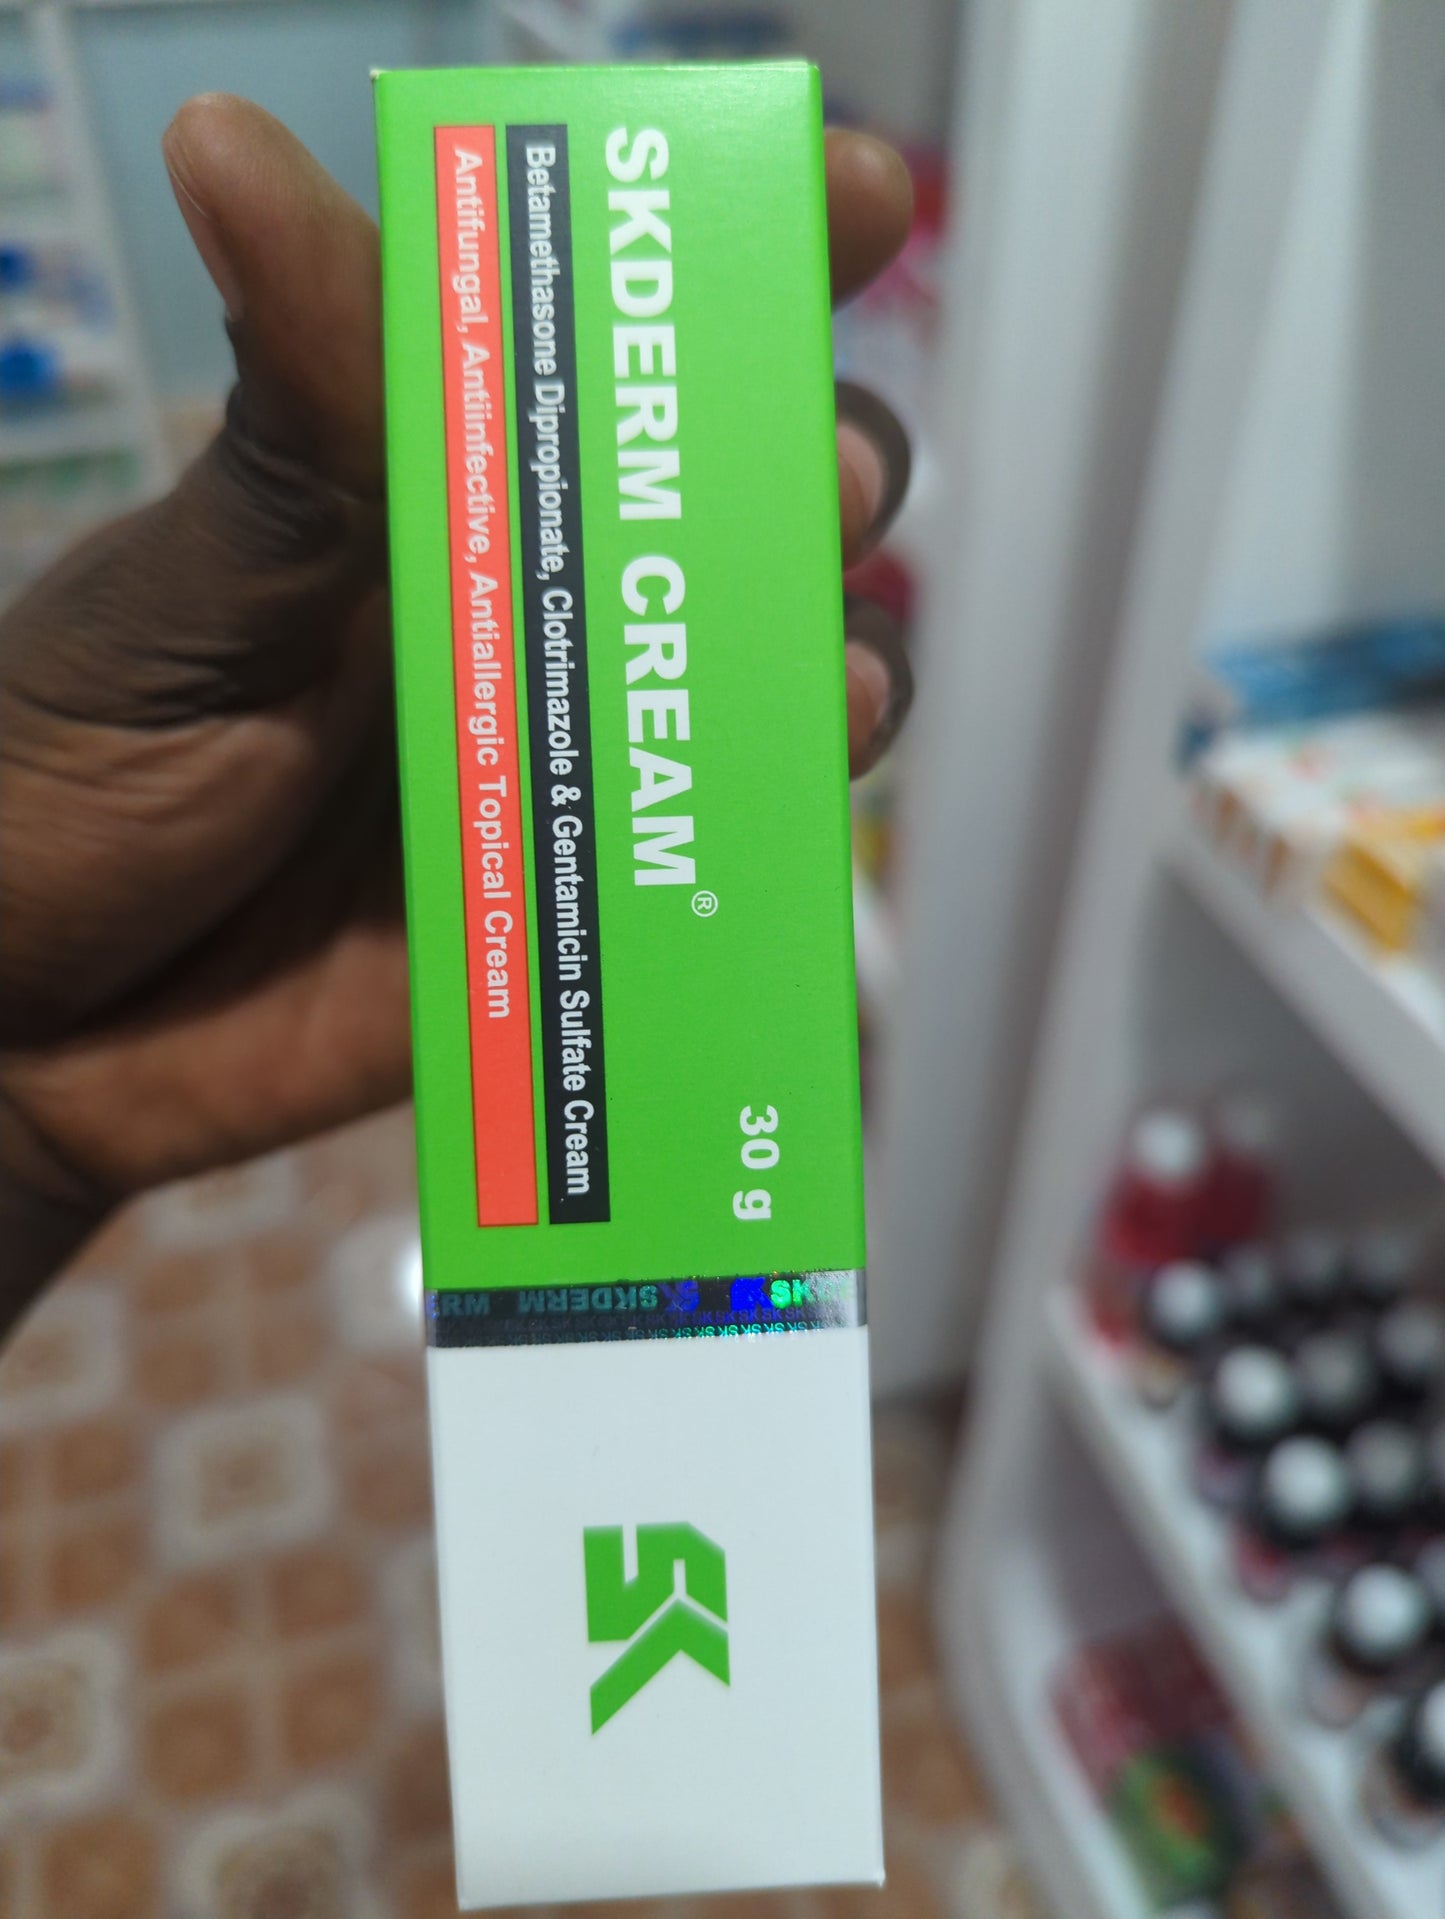 SKDERM CREAM®
30 g
Betamethasone Dipropionate, Clotrimazole & Gentamicin Sulfate Cream
Antifungal, Antiinfective, Antiallergic Topical Cream
SKDERM
SK